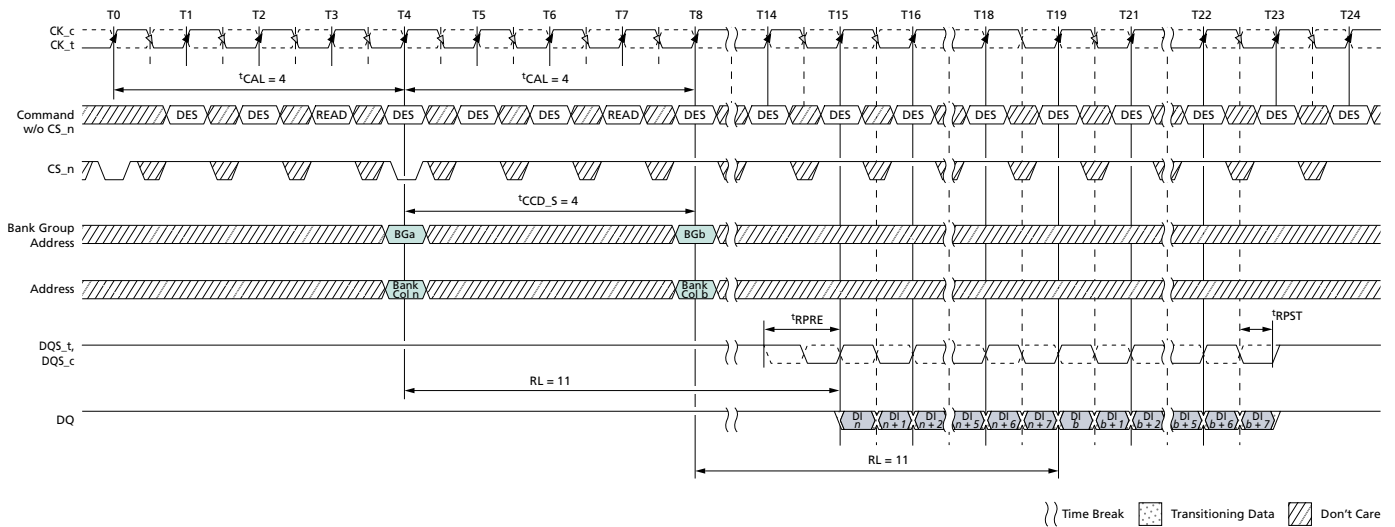 T0 T1 T2 T3 T4 T5 T6 T7 T8 T14 T15 T16 T18 T19 T21 T22 T23 T24
CK_c
CK_t
tCAL = 4 tCAL = 4
Command
w/o CS_n
DES DES READ DES DES DES READ DES DES DES DES DES DES DES DES DES DES
CS_n
tCCD_S = 4
Bank Group
Address
BGa BGb
Address
Bank
Col n
Bank
Col b
tRPRE tRPST
DQS_t,
DQS_c
RL = 11
DQ
DI
n
DI
n + 1
DI
n + 2
DI
n + 5
DI
n + 6
DI
n + 7
DI
b
DI
b + 1
DI
b + 2
DI
b + 5
DI
b + 6
DI
b + 7
RL = 11
Time Break Transitioning Data Don't Care